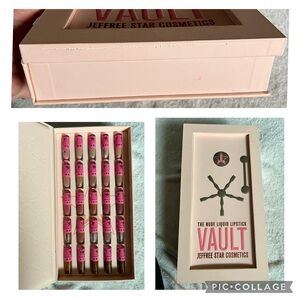 VAULT
JEFFREE STAR COSMETICS
THE NUDE LIQUID LIPSTICK
VAULT
JEFFREE STAR COSMETICS
PIC•COLLAGE